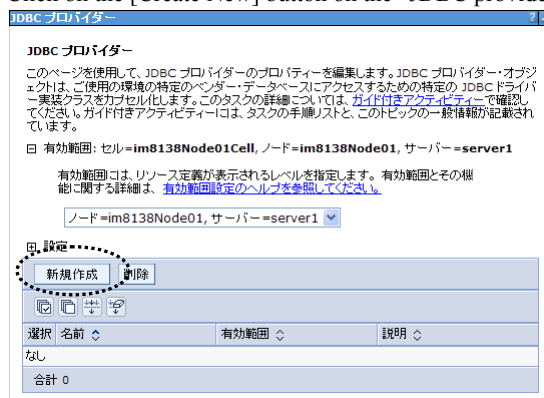 JDBC プロバイダー ?
JDBC プロバイダー
このページを使用して、JDBC プロバイダーのプロパティーを編集します。JDBC プロバイダー・オブジ
ェクトは、ご使用の環境の特定のベンダー・データベースにアクセスするための特定の JDBC ドライバ
ー実装クラスをカプセル化します。このタスクの詳細については、ガイド付きアクティビティーで確認し
てください。ガイド付きアクティビティーには、タスクの手順リストと、このトピックの一般情報が記載され
ています。
有効範囲: セル=im8138Node01Cell, ノード=im8138Node01, サーバー=server1
有効範囲には、リソース定義が表示されるレベルを指定します。有効範囲とその機
能に関する詳細は、有効範囲設定のヘルプを参照してください。
ノード=im8138Node01, サーバー=server1
設定
新規作成 削除
選択 名前 有効範囲 説明
なし
合計 0